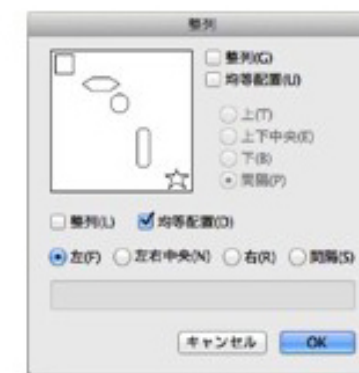 整列
整列(G)
均等配置(U)
上(T)
上下中央(E)
下(B)
間隔(P)
整列(L) 均等配置(D)
左(F) 左右中央(N) 右(R) 間隔(S)
キャンセル OK